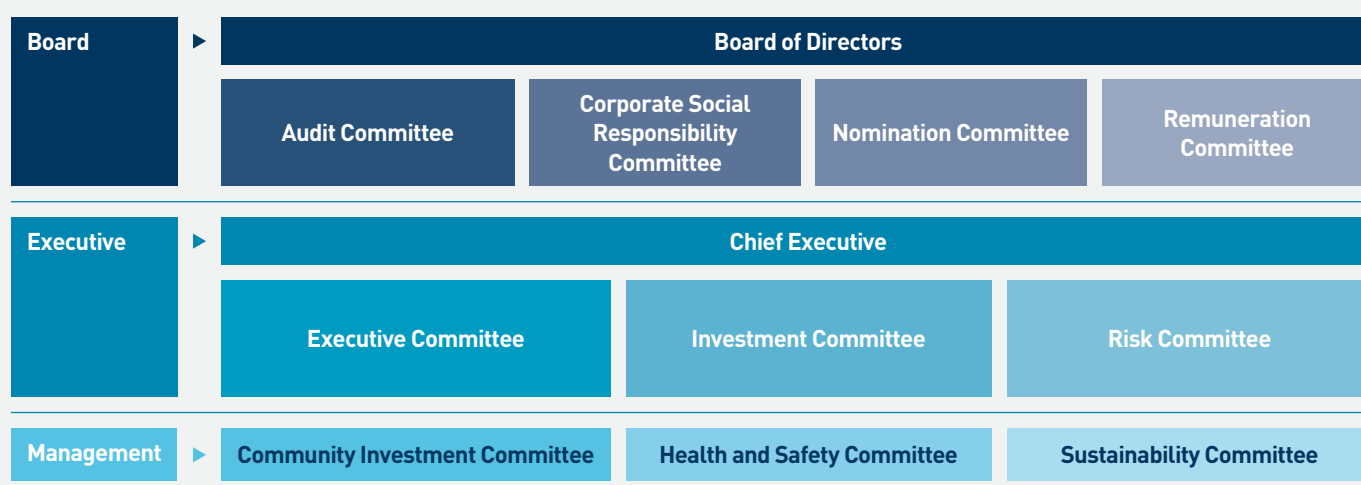 Board
Board of Directors
Audit Committee
Corporate Social
Responsibility
Committee
Nomination Committee
Remuneration
Committee
Executive
Chief Executive
Executive Committee
Investment Committee
Risk Committee
Management
Community Investment Committee
Health and Safety Committee
Sustainability Committee